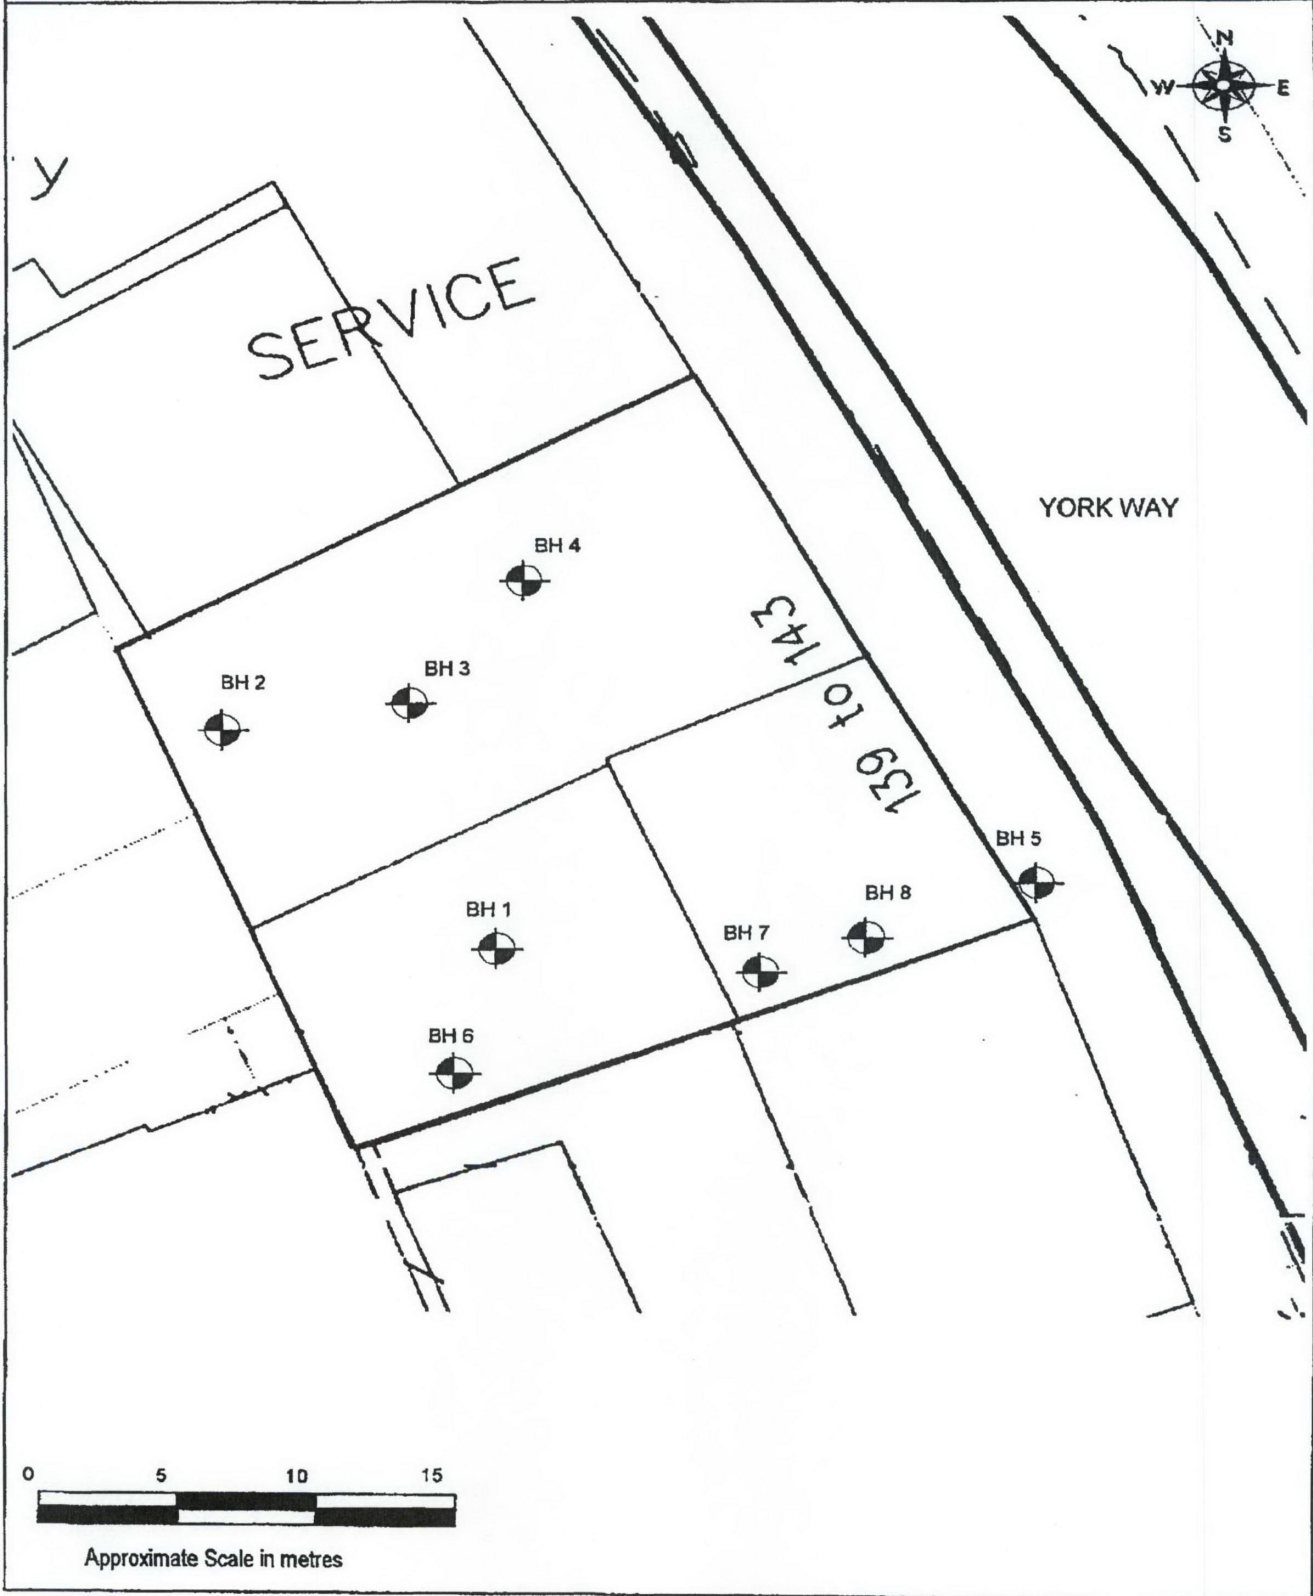 N
W E
S
y
SERVICE
YORK WAY
BH 4
139 to 143
BH 3
BH 2
BH 5
BH 8
BH 1
BH 7
BH 6
0 5 10 15
Approximate Scale in metres